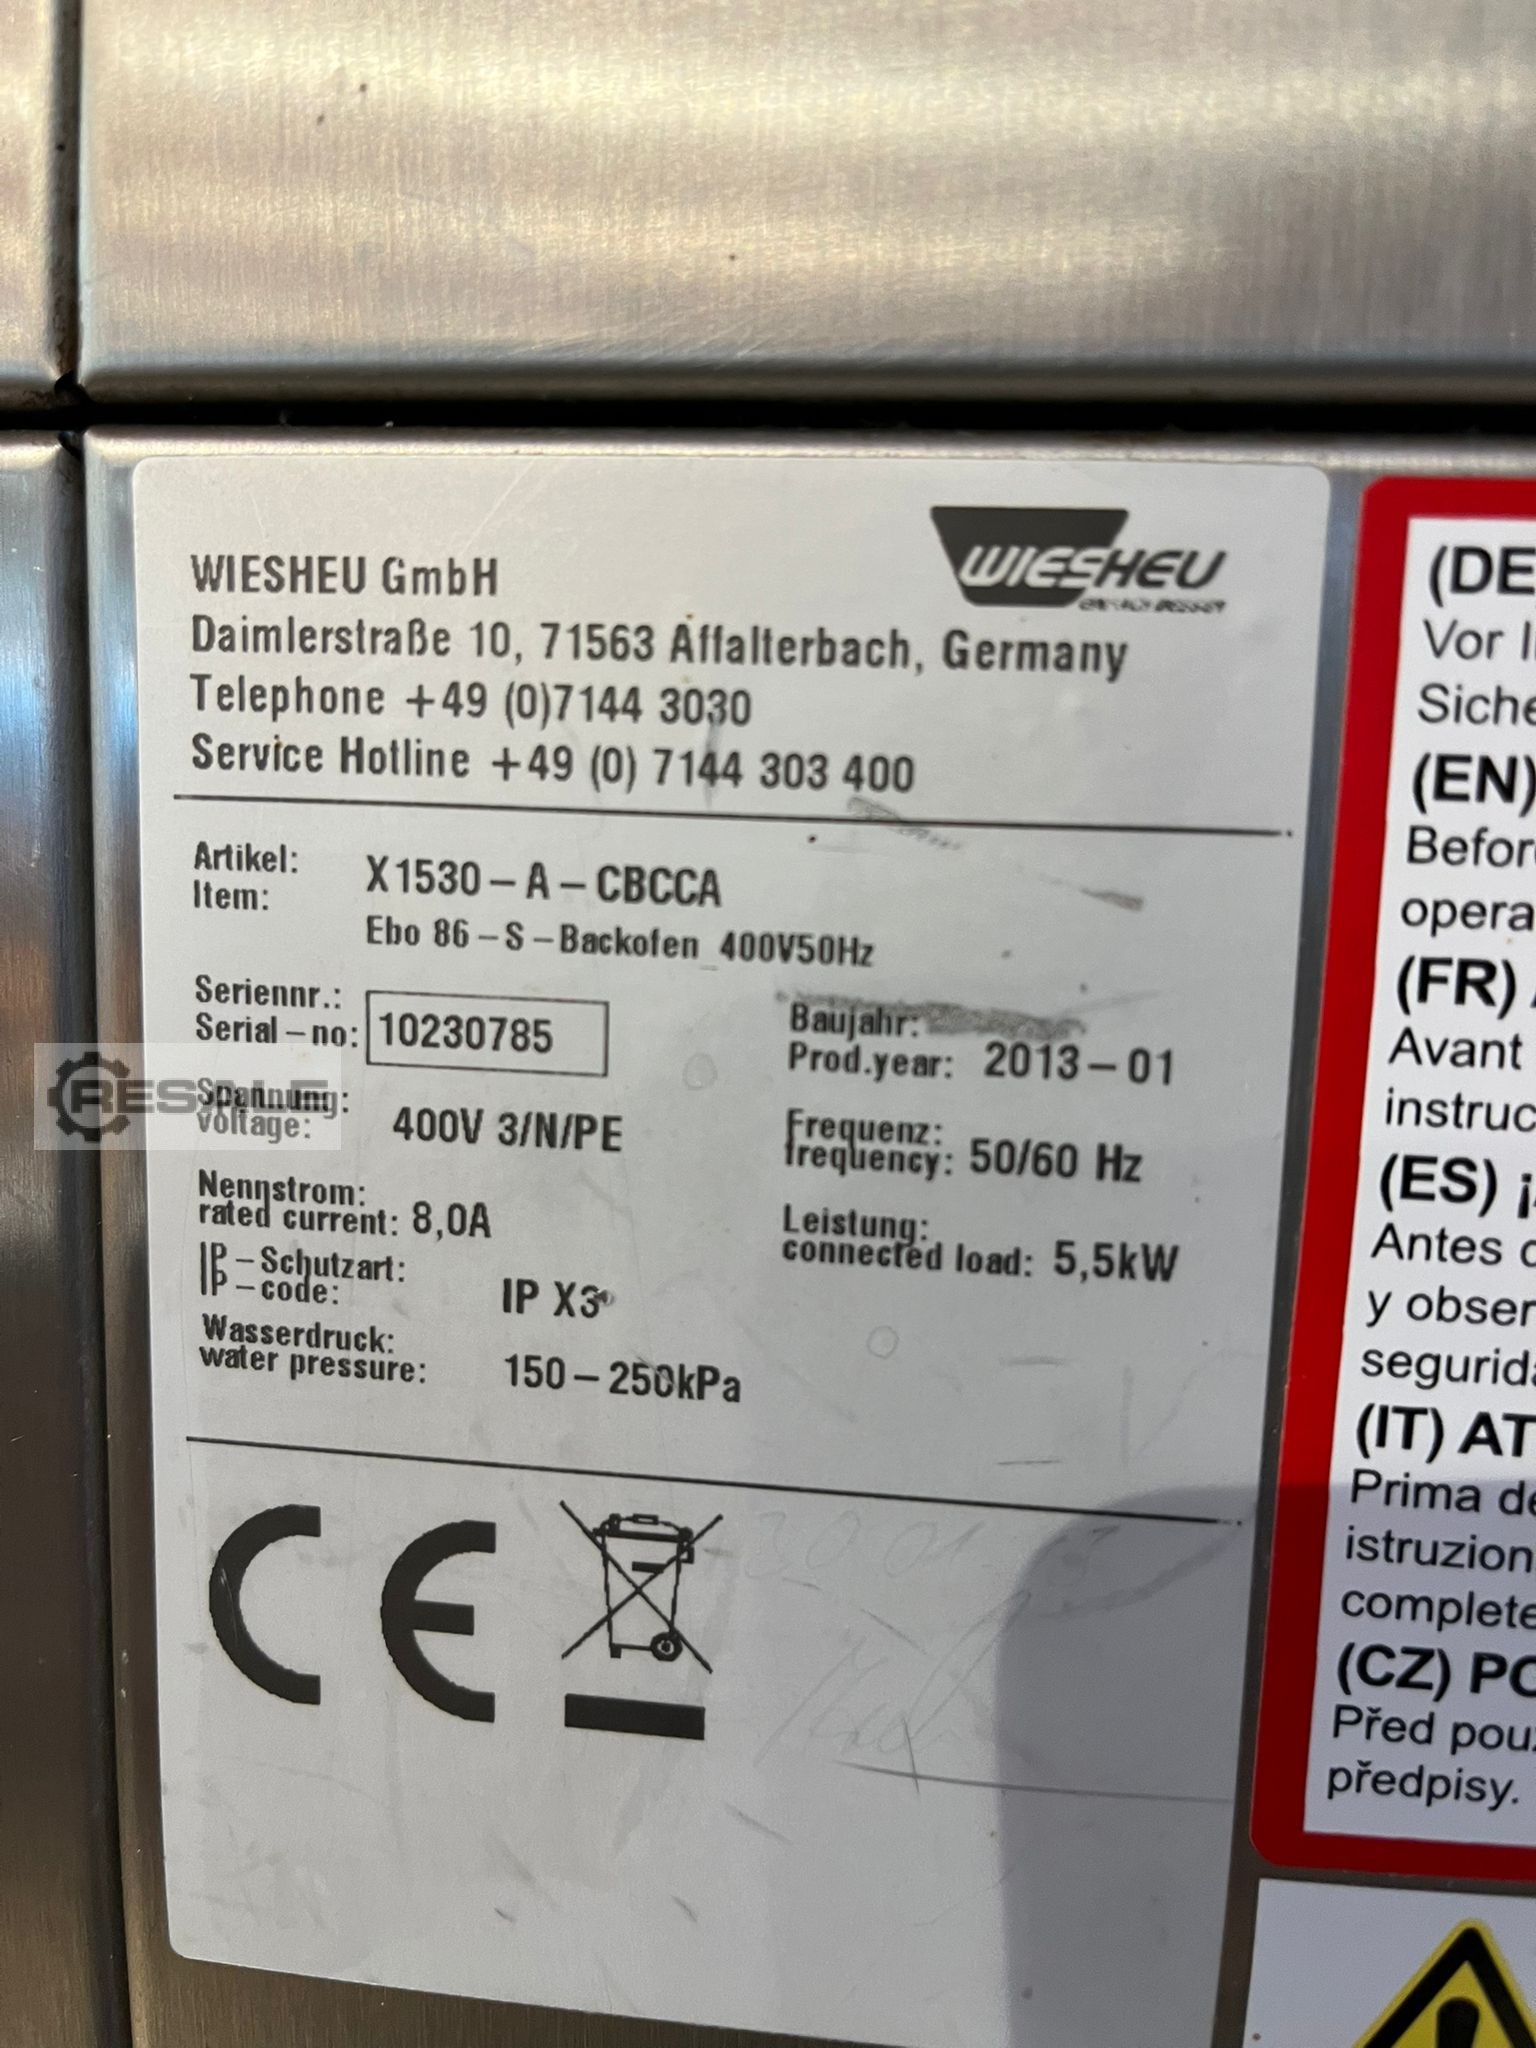 WIESHEU
WIESHEU GmbH
Daimlerstraße 10, 71563 Affalterbach, Germany
Telephone +49 (0)7144 3030
Service Hotline +49 (0) 7144 303 400
Artikel:
Item:
X1530-A-CBCCA
Ebo 86-S-Backofen_400V50Hz
Seriennr.:
Serial-no: 10230785
Baujahr:
Prod.year: 2013-01
RESALE
Spannung:
voltage: 400V 3/N/PE
Frequenz:
frequency: 50/60 Hz
Nennstrom:
rated current: 8,0A
Leistung:
connected load: 5,5kW
IP-Schutzart:
IP-code: IP X3
Wasserdruck:
water pressure: 150-250kPa
CE
(DE
Vor I
Siche
(EN)
Befor
opera
(FR)
Avant
instruc
(ES) ¡
Antes
y obser
segurid
(IT) AT
Prima de
istruzion
complete
(CZ) PO
Před pou
předpisy.